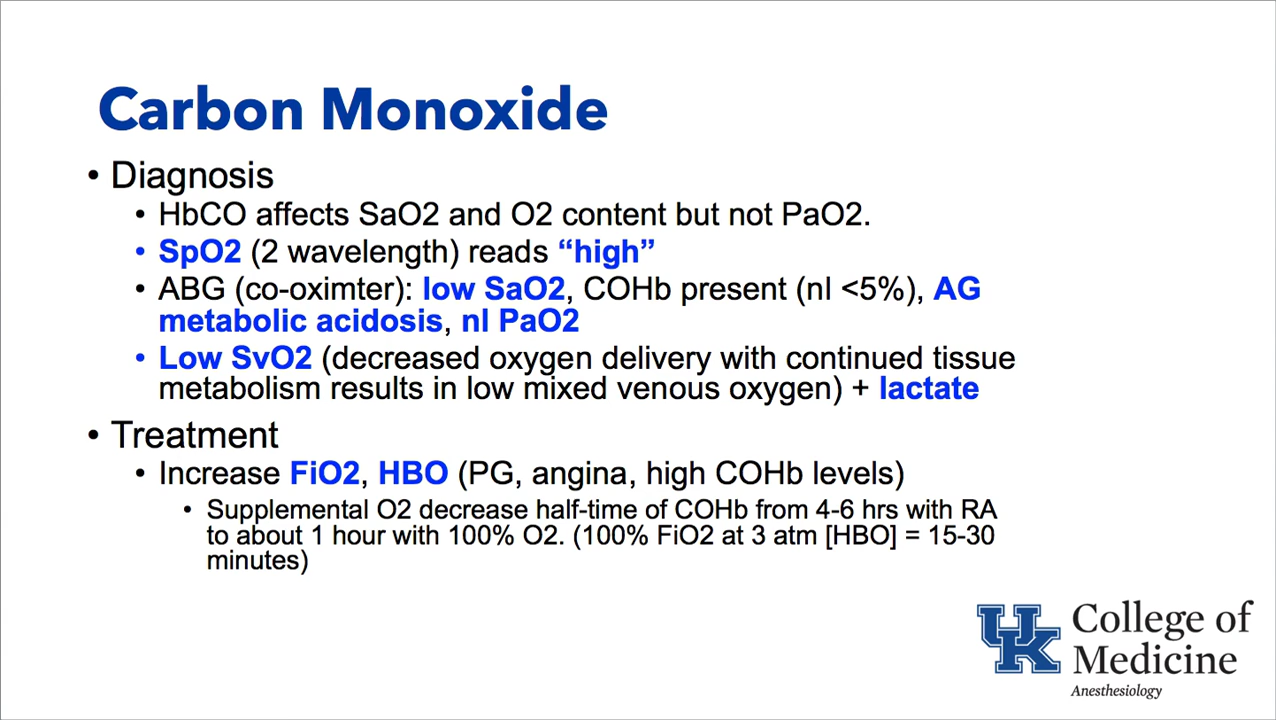 Carbon Monoxide
• Diagnosis
• HbCO affects SaO2 and O2 content but not PaO2.
• SpO2 (2 wavelength) reads “high”
• ABG (co-oximter): low SaO2, COHb present (nl <5%), AG
metabolic acidosis, nl PaO2
• Low SvO2 (decreased oxygen delivery with continued tissue
metabolism results in low mixed venous oxygen) + lactate
• Treatment
• Increase FiO2, HBO (PG, angina, high COHb levels)
• Supplemental O2 decrease half-time of COHb from 4-6 hrs with RA
to about 1 hour with 100% O2. (100% FiO2 at 3 atm [HBO] = 15-30
minutes)
UK College of
Medicine
Anesthesiology